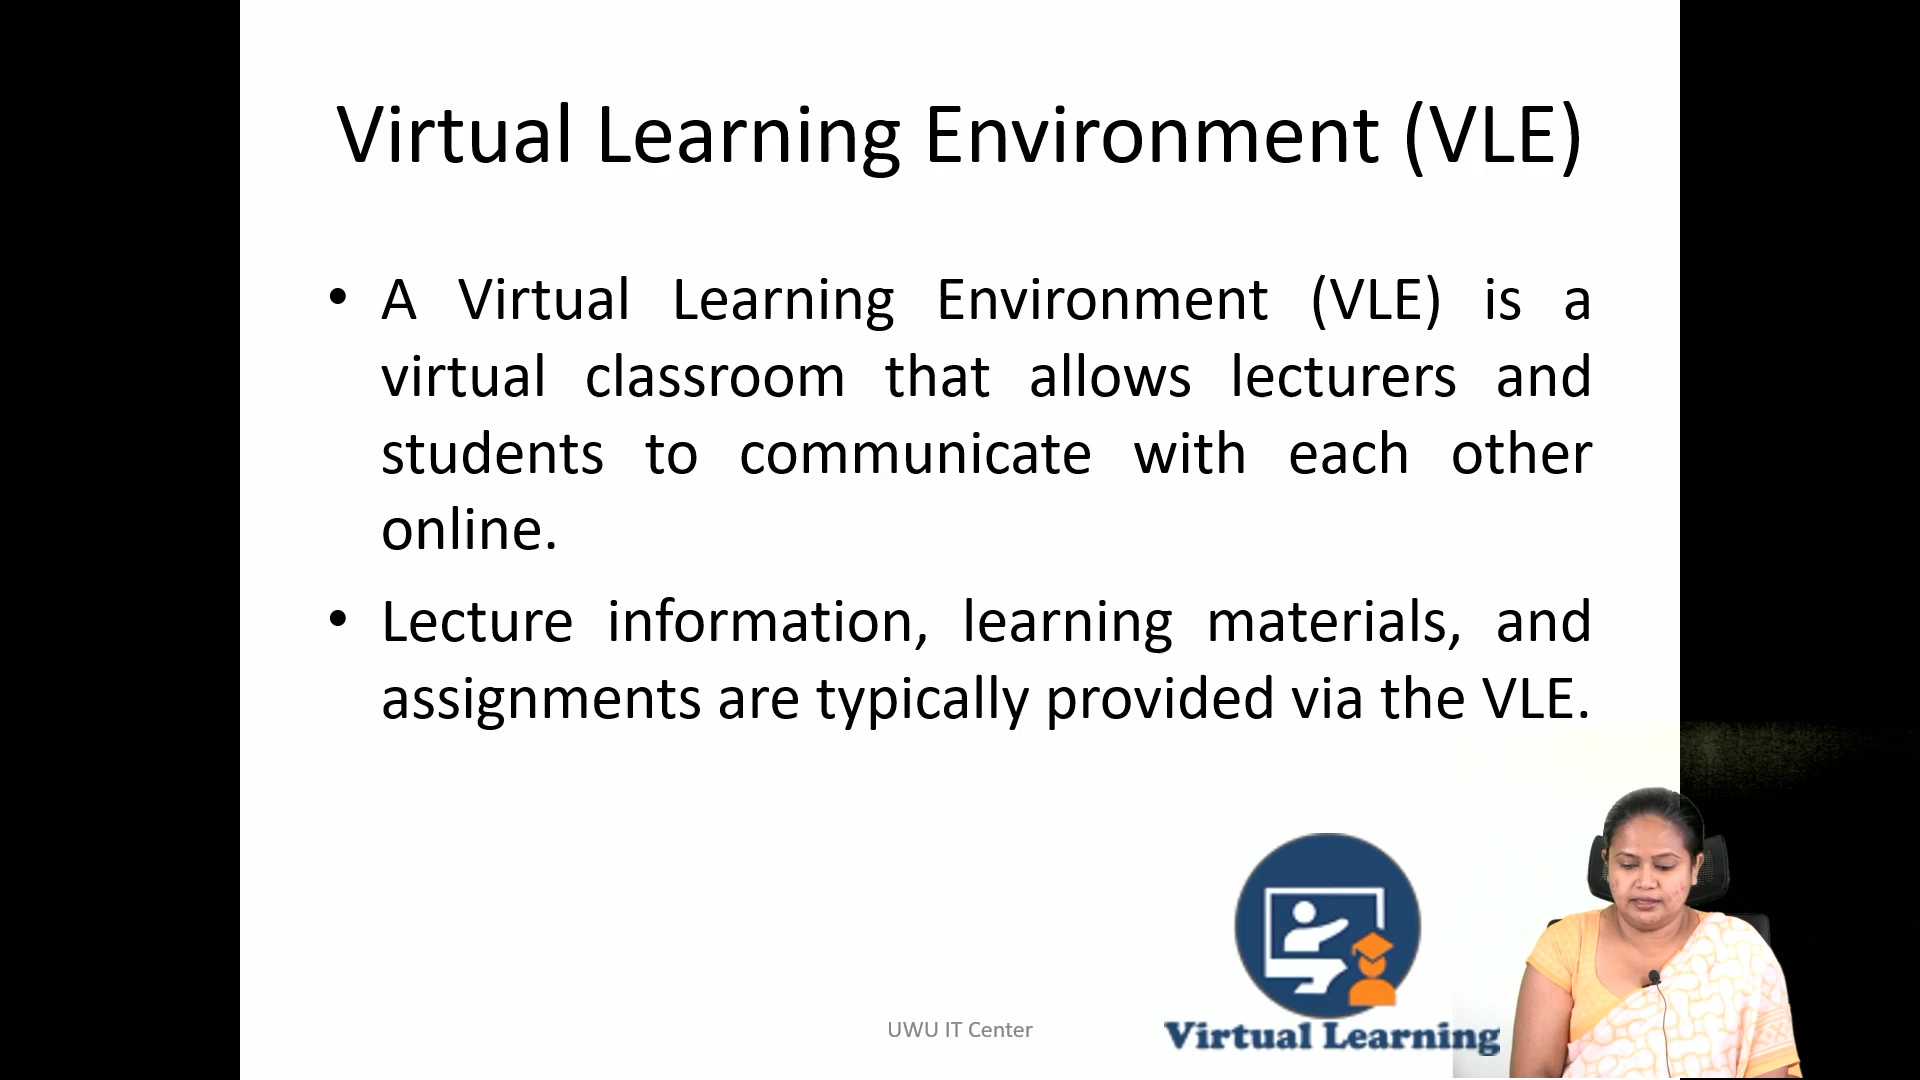 Virtual Learning Environment (VLE)
• A Virtual Learning Environment (VLE) is a
virtual classroom that allows lecturers and
students to communicate with each other
online.
• Lecture information, learning materials, and
assignments are typically provided via the VLE.
UWU IT Center
Virtual Learning